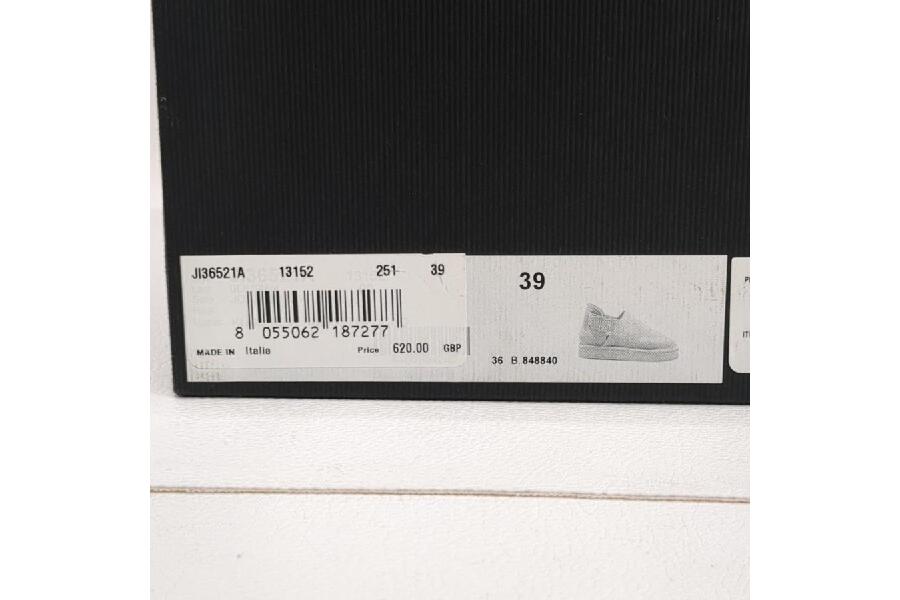 JI36521A 13152 251 39
8 055062 187277
MADE IN Italie Price 620.00 GBP
39
36 B 848840